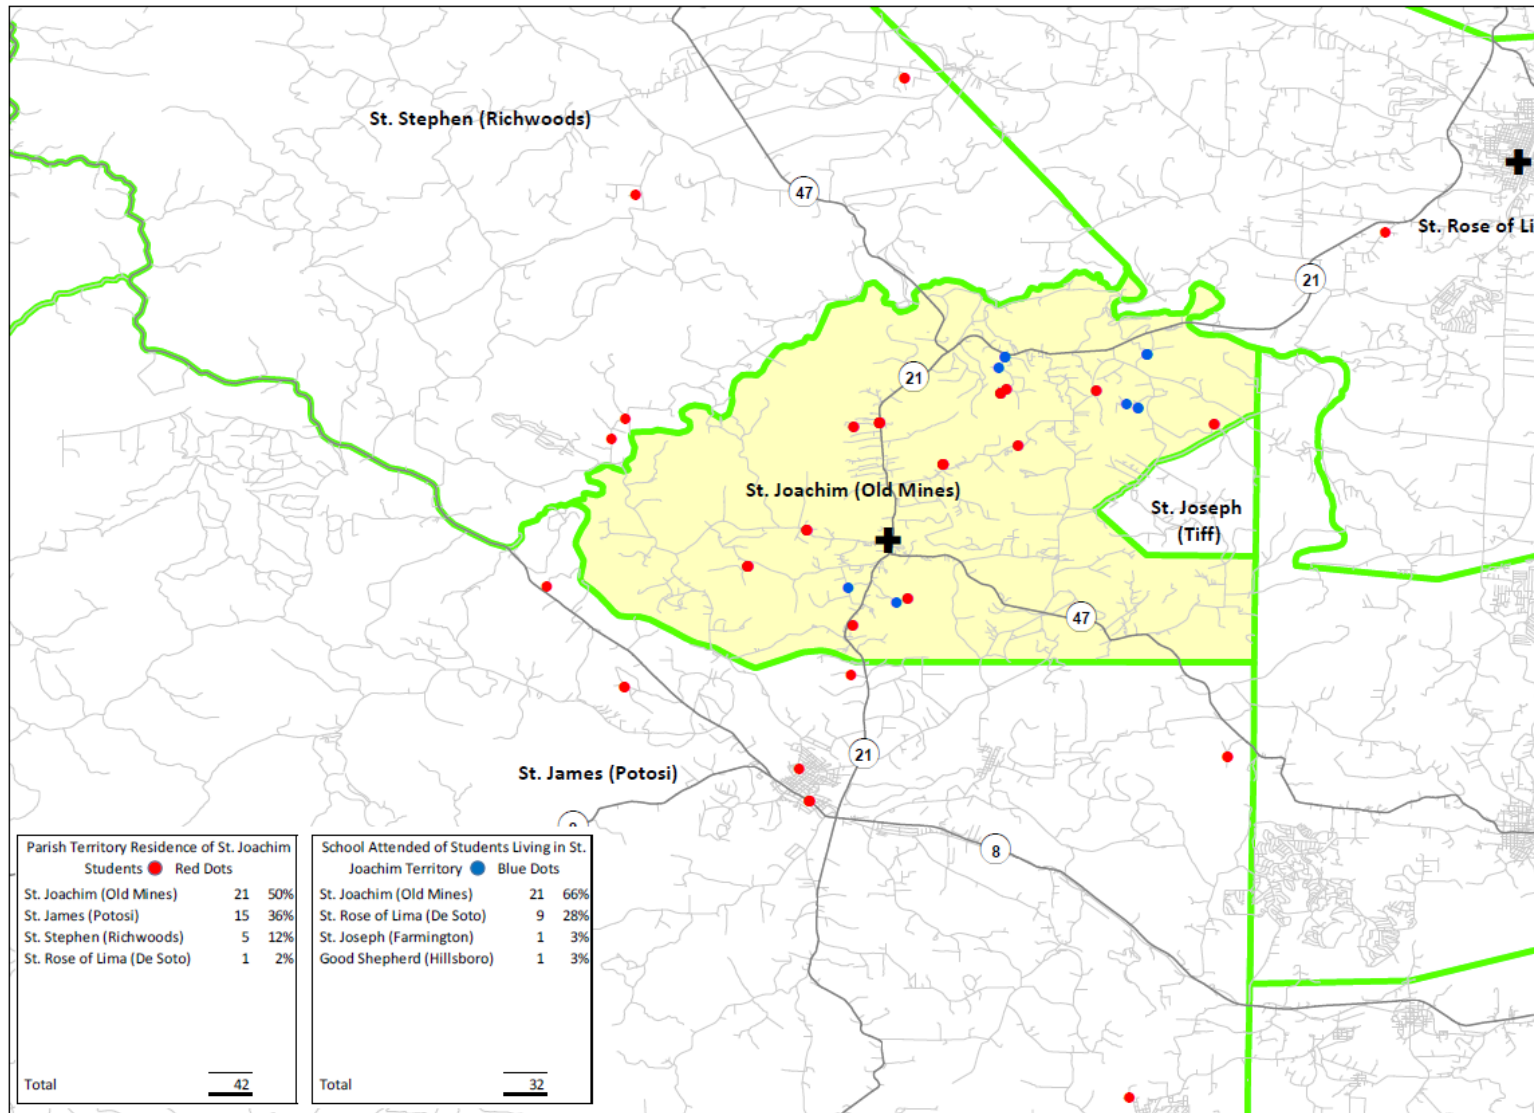 St. Stephen (Richwoods)
47
St. Rose of Li
21
21
St. Joachim (Old Mines)
St. Joseph
(Tiff)
47
21
St. James (Potosi)
8
Parish Territory Residence of St. Joachim
Students Red Dots
St. Joachim (Old Mines) 21 50%
St. James (Potosi) 15 36%
St. Stephen (Richwoods) 5 12%
St. Rose of Lima (De Soto) 1 2%
Total 42
School Attended of Students Living in St.
Joachim Territory Blue Dots
St. Joachim (Old Mines) 21 66%
St. Rose of Lima (De Soto) 9 28%
St. Joseph (Farmington) 1 3%
Good Shepherd (Hillsboro) 1 3%
Total 32